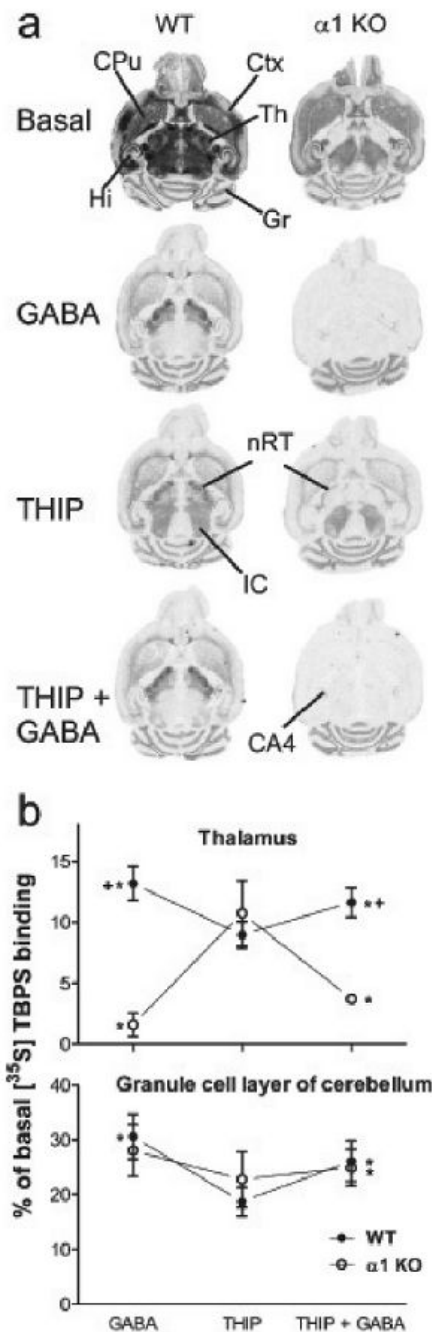 a
WT α1 KO
CPu Ctx
Basal
Th
Hi
Gr
GABA
nRT
THIP
IC
THIP +
GABA
CA4
b
Thalamus
15
+*
*+
10
5
*
*
0
% of basal [³⁵S] TBPS binding
Granule cell layer of cerebellum
40
30
*
*
*
20
10
WT
α1 KO
0
GABA THIP THIP + GABA